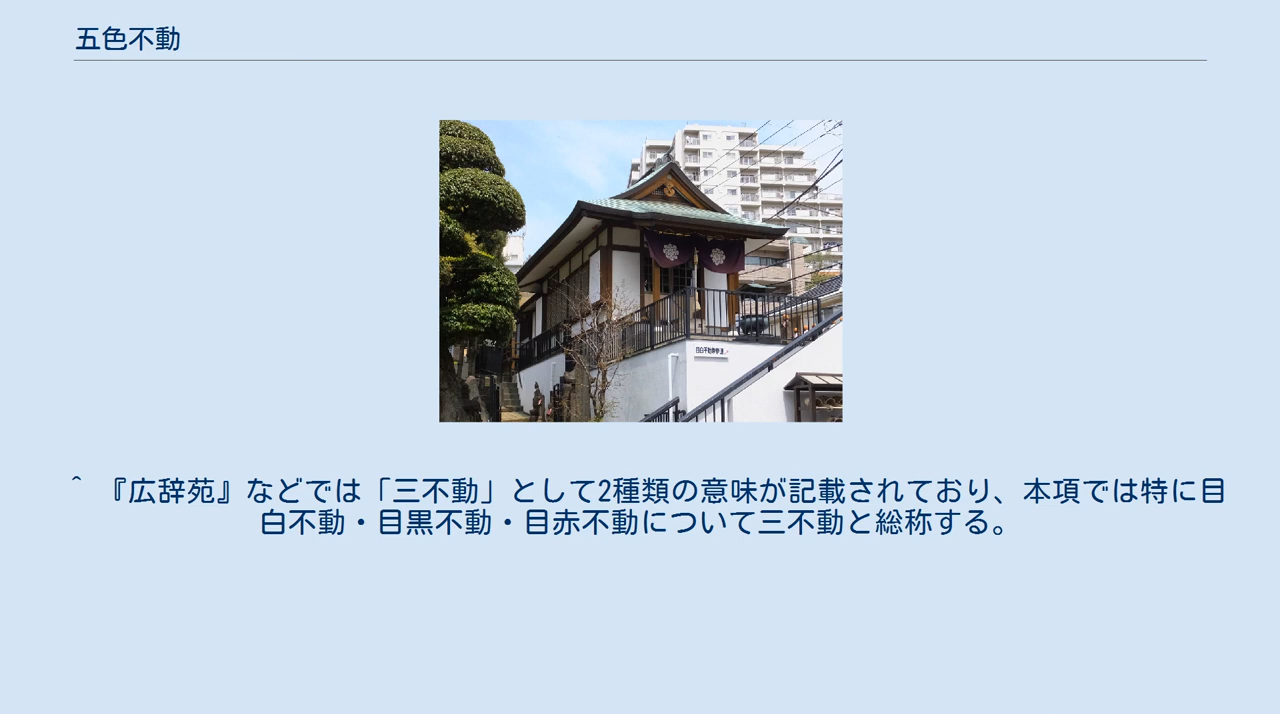 五色不動
^ 『広辞苑』などでは「三不動」として2種類の意味が記載されており、本項では特に目
白不動・目黒不動・目赤不動について三不動と総称する。